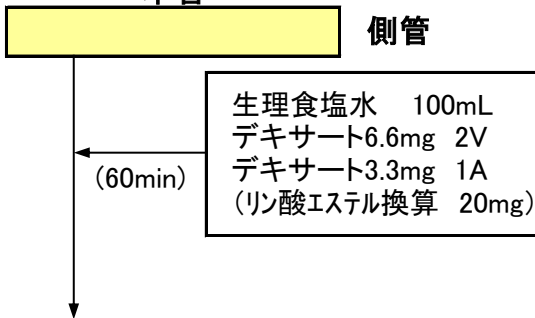 側管
生理食塩水　100mL
デキサート6.6mg 2V
デキサート3.3mg 1A
(リン酸エステル換算 20mg)
(60min)